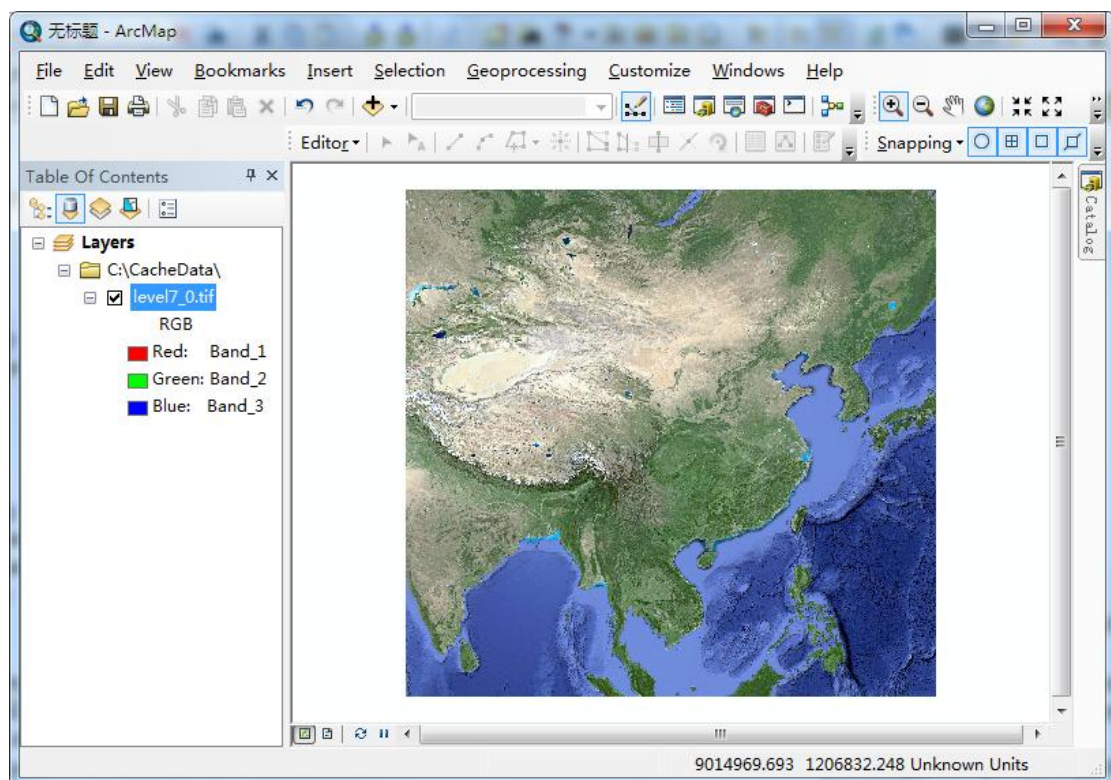 无标题 - ArcMap
File Edit View Bookmarks Insert Selection Geoprocessing Customize Windows Help
Editor Snapping
Table Of Contents
Catalog
Layers
C:\CacheData\
level7_0.tif
RGB
Red: Band_1
Green: Band_2
Blue: Band_3
9014969.693 1206832.248 Unknown Units